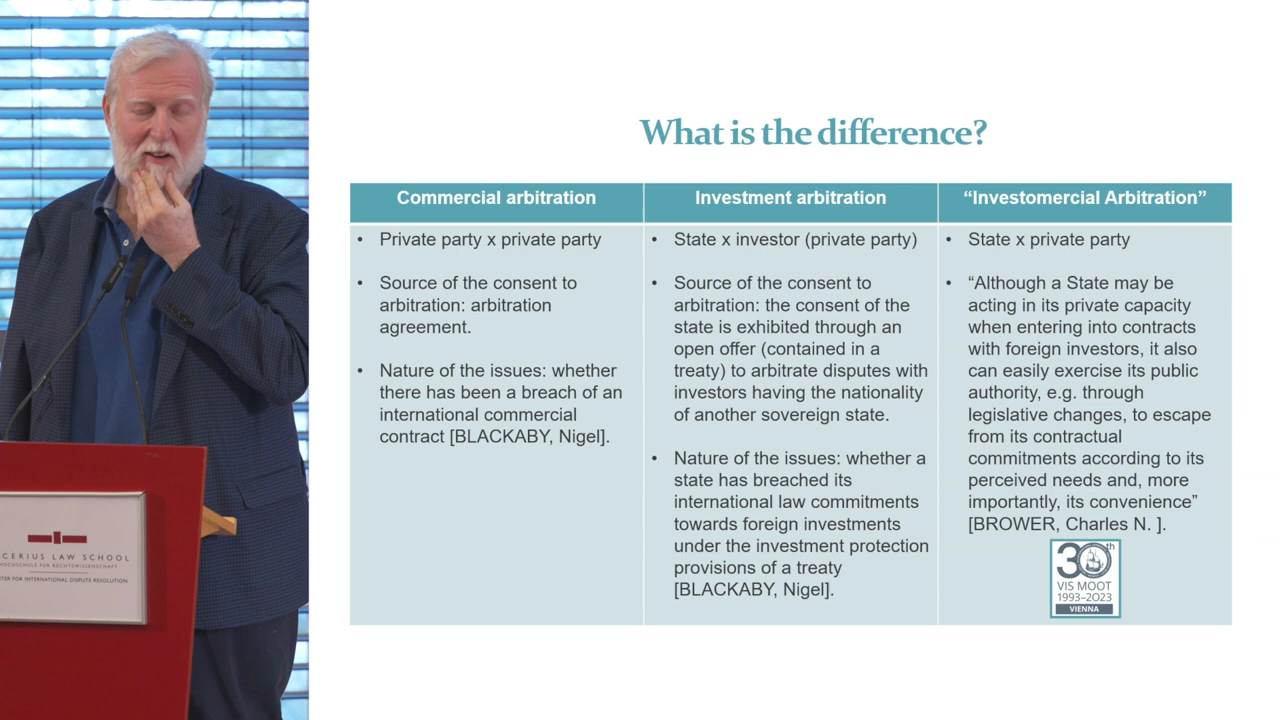 What is the difference?
Commercial arbitration
Investment arbitration
“Investomercial Arbitration”
• Private party x private party
• Source of the consent to
arbitration: arbitration
agreement.
• Nature of the issues: whether
there has been a breach of an
international commercial
contract [BLACKABY, Nigel].
• State x investor (private party)
• Source of the consent to
arbitration: the consent of the
state is exhibited through an
open offer (contained in a
treaty) to arbitrate disputes with
investors having the nationality
of another sovereign state.
• Nature of the issues: whether a
state has breached its
international law commitments
towards foreign investments
under the investment protection
provisions of a treaty
[BLACKABY, Nigel].
• State x private party
• “Although a State may be
acting in its private capacity
when entering into contracts
with foreign investors, it also
can easily exercise its public
authority, e.g. through
legislative changes, to escape
from its contractual
commitments according to its
perceived needs and, more
importantly, its convenience”
[BROWER, Charles N. ].
30th
VIS MOOT
1993–2023
VIENNA
CERIUS LAW SCHOOL
HOCHSCHULE FÜR RECHTSWISSENSCHAFT
TER FOR INTERNATIONAL DISPUTE RESOLUTION